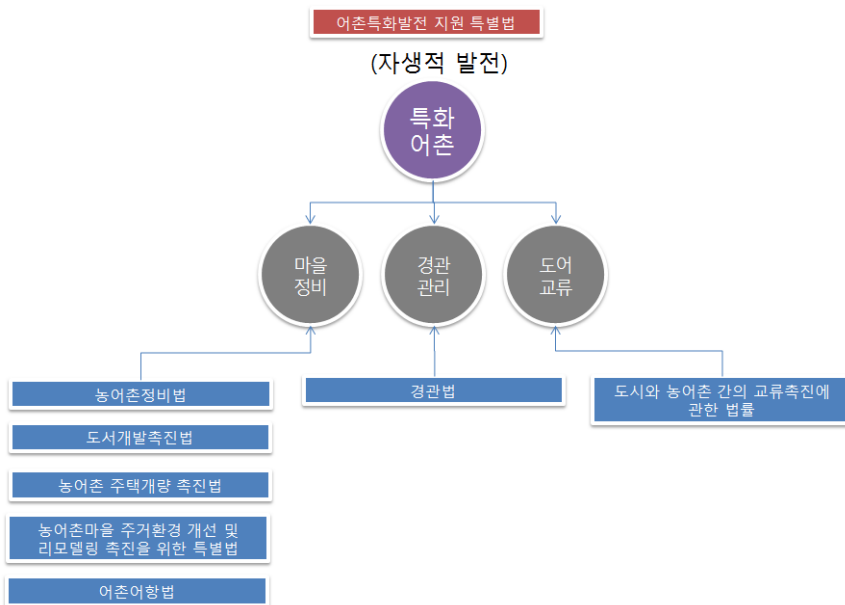 어촌특화발전 지원 특별법
(자생적 발전)
특화
어촌
마을
정비
경관
관리
도어
교류
농어촌정비법
경관법
도시와 농어촌 간의 교류촉진에
관한 법률
도서개발촉진법
농어촌 주택개량 촉진법
농어촌마을 주거환경 개선 및
리모델링 촉진을 위한 특별법
어촌어항법